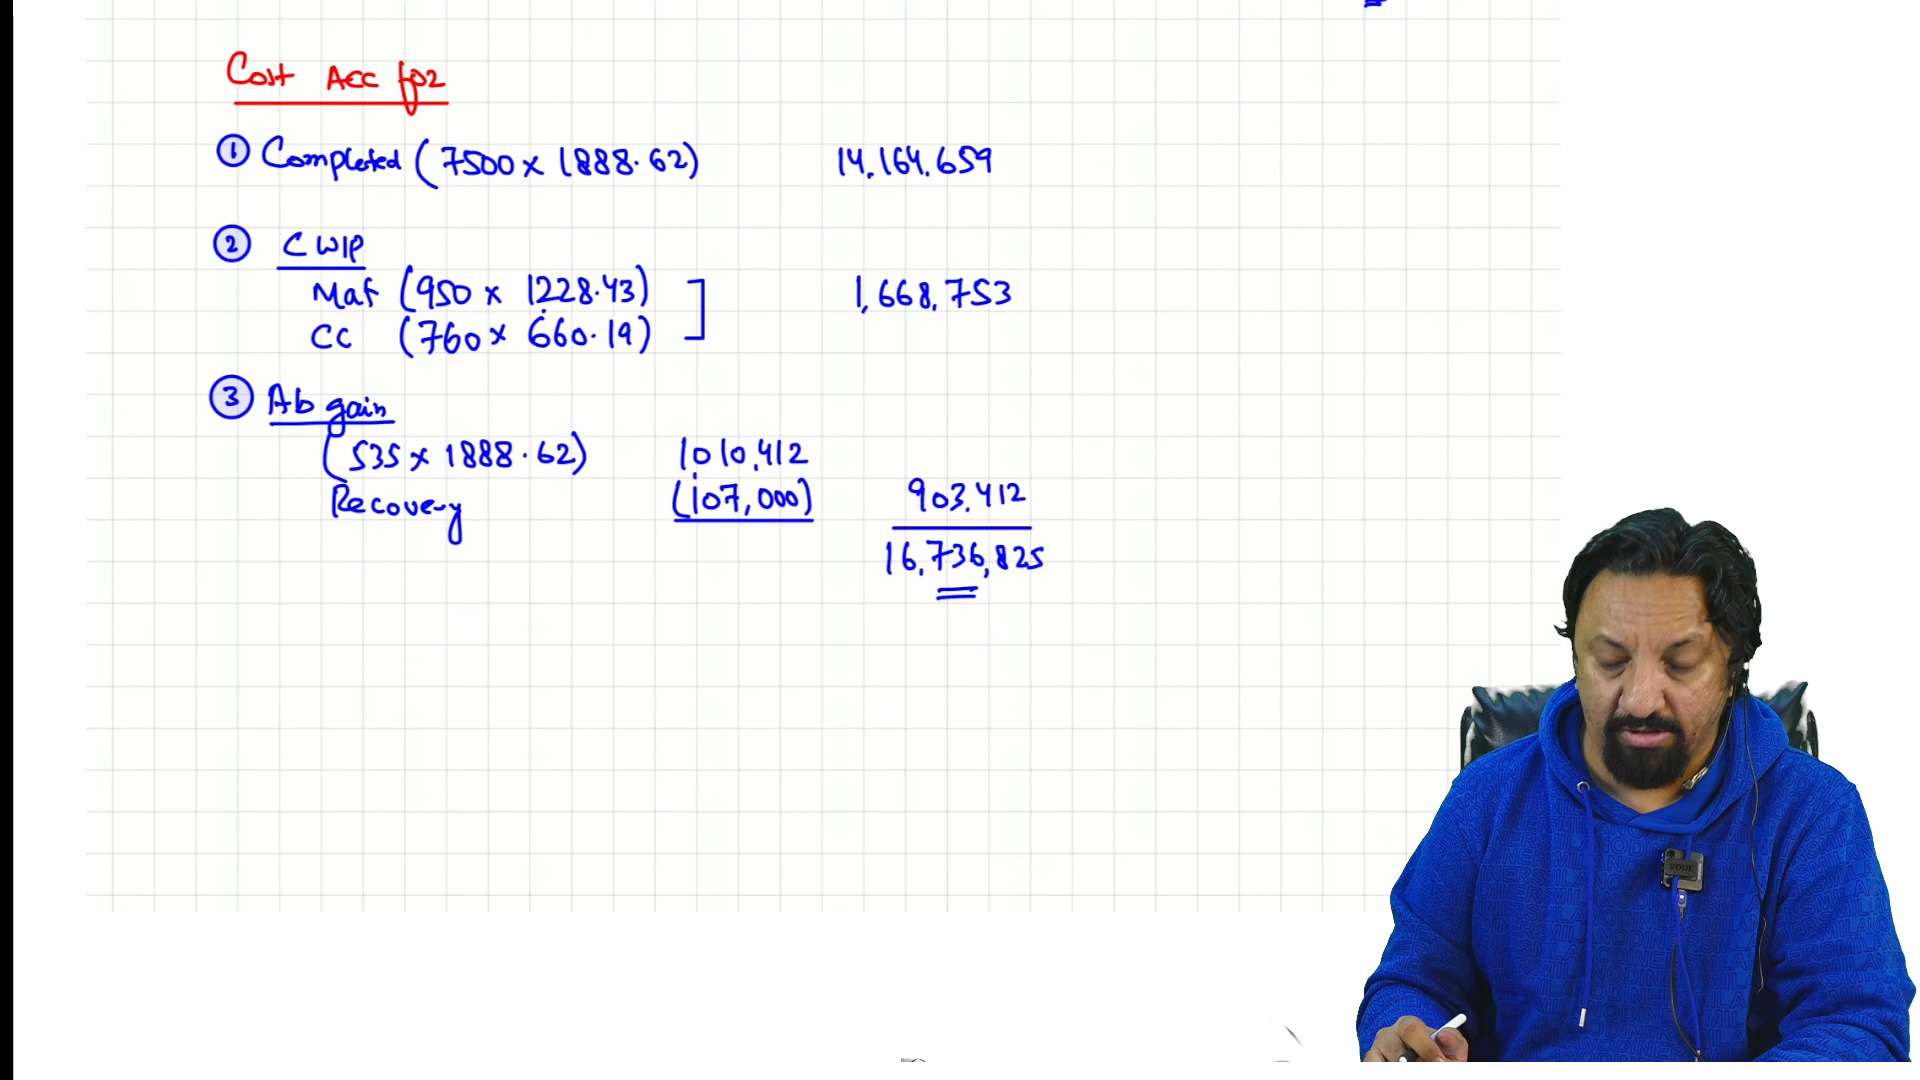 Cost Acc for2
① Completed (7500 x 1888.62) 14,164,659
② CWIP
Mat (950 x 1228.43) ] 1,668,753
CC (760 x 660.19)
③ Ab gain
(535 x 1888.62) 1010,412
Recovery (107,000) 903,412
16,736,825
RODE